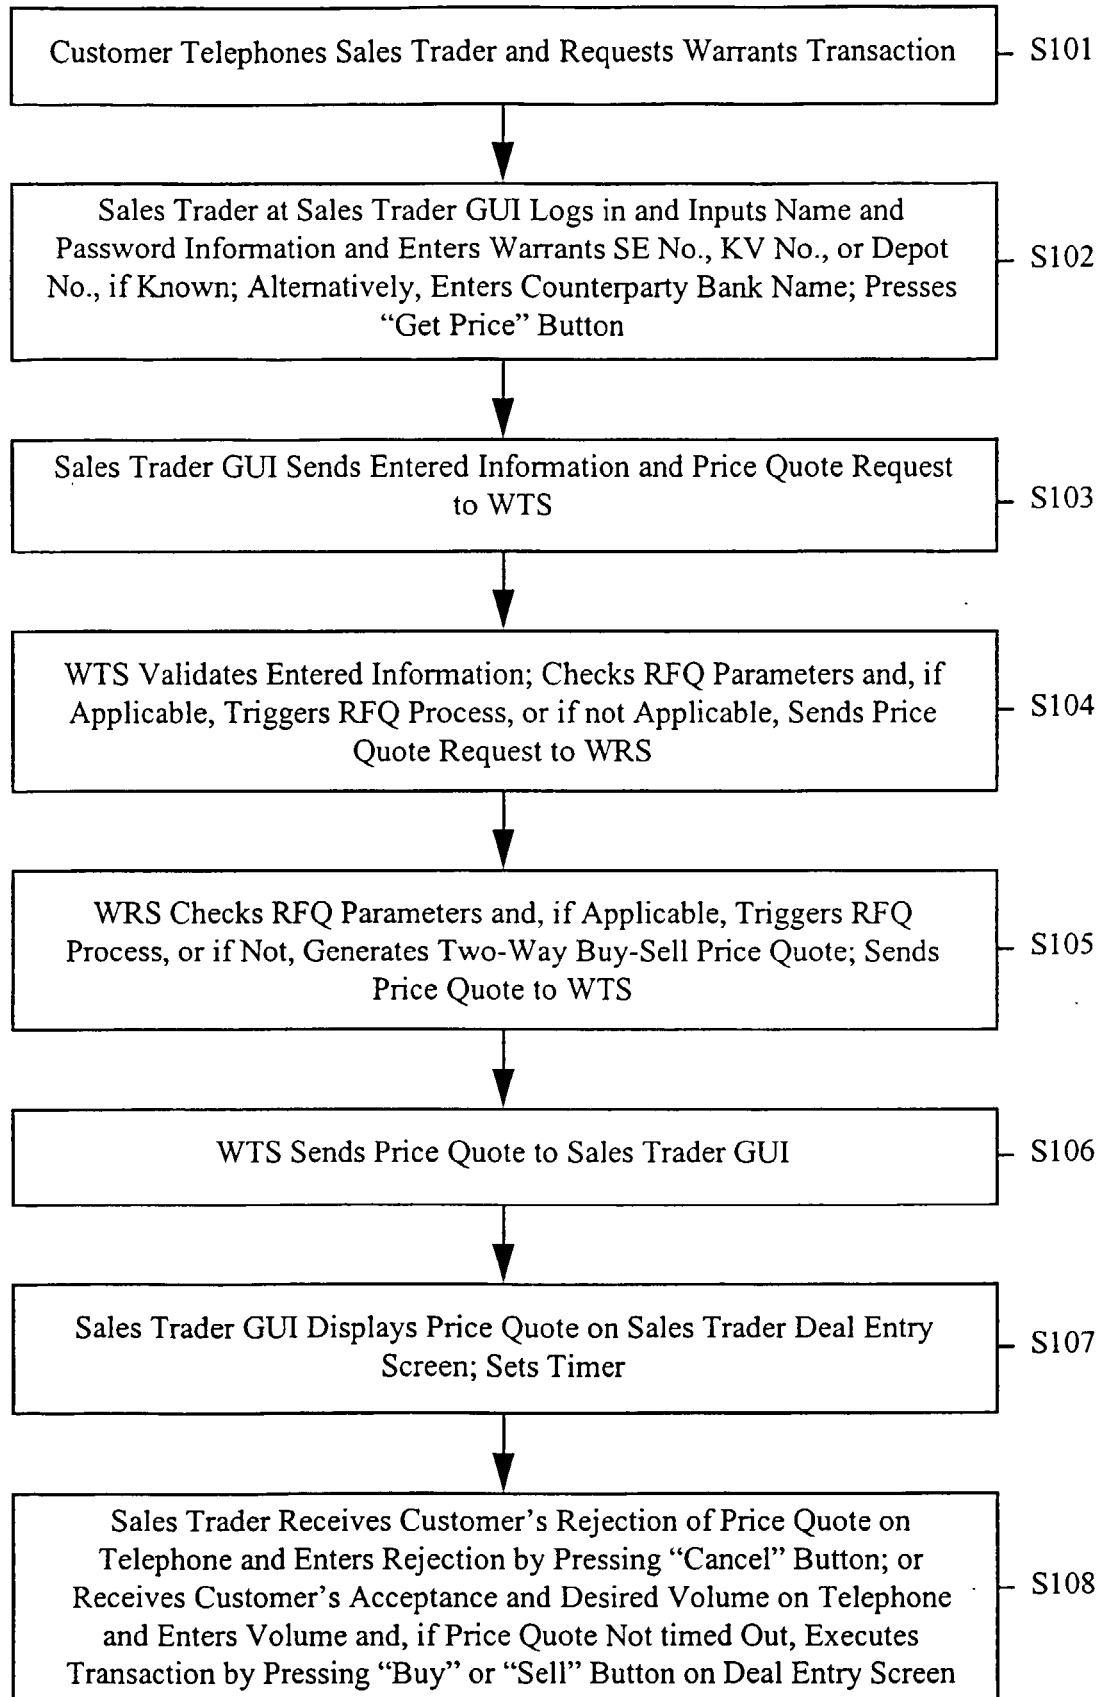 Customer Telephones Sales Trader and Requests Warrants Transaction
S101
Sales Trader at Sales Trader GUI Logs in and Inputs Name and
Password Information and Enters Warrants SE No., KV No., or Depot
No., if Known; Alternatively, Enters Counterparty Bank Name; Presses
“Get Price” Button
S102
Sales Trader GUI Sends Entered Information and Price Quote Request
to WTS
S103
WTS Validates Entered Information; Checks RFQ Parameters and, if
Applicable, Triggers RFQ Process, or if not Applicable, Sends Price
Quote Request to WRS
S104
WRS Checks RFQ Parameters and, if Applicable, Triggers RFQ
Process, or if Not, Generates Two-Way Buy-Sell Price Quote; Sends
Price Quote to WTS
S105
WTS Sends Price Quote to Sales Trader GUI
S106
Sales Trader GUI Displays Price Quote on Sales Trader Deal Entry
Screen; Sets Timer
S107
Sales Trader Receives Customer’s Rejection of Price Quote on
Telephone and Enters Rejection by Pressing “Cancel” Button; or
Receives Customer’s Acceptance and Desired Volume on Telephone
and Enters Volume and, if Price Quote Not timed Out, Executes
Transaction by Pressing “Buy” or “Sell” Button on Deal Entry Screen
S108